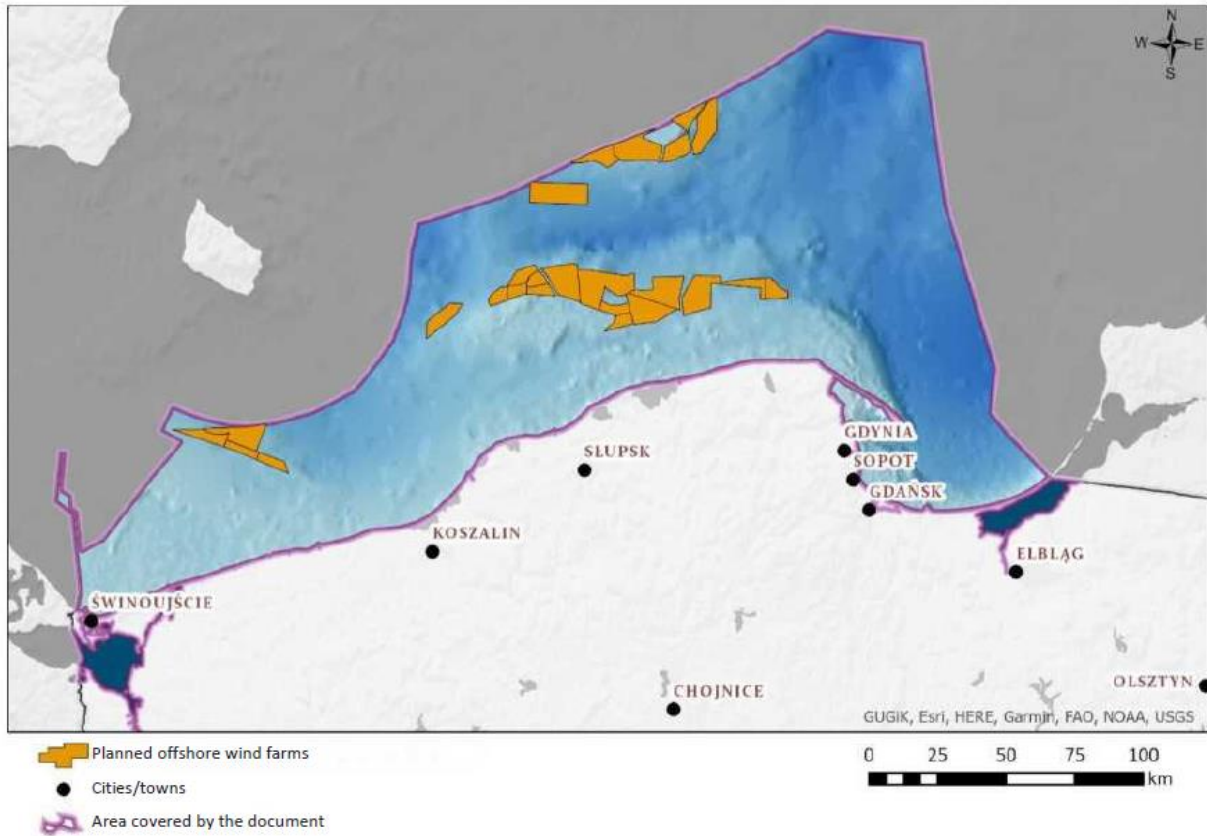 N
W E
S
GDYNIA
SŁUPSK
SOPOT
GDAŃSK
KOSZALIN
ELBLĄG
ŚWINOUJŚCIE
OLSZTYN
CHOJNICE
GUGiK, Esri, HERE, Garmin, FAO, NOAA, USGS
Planned offshore wind farms
Cities/towns
Area covered by the document
0 25 50 75 100
km